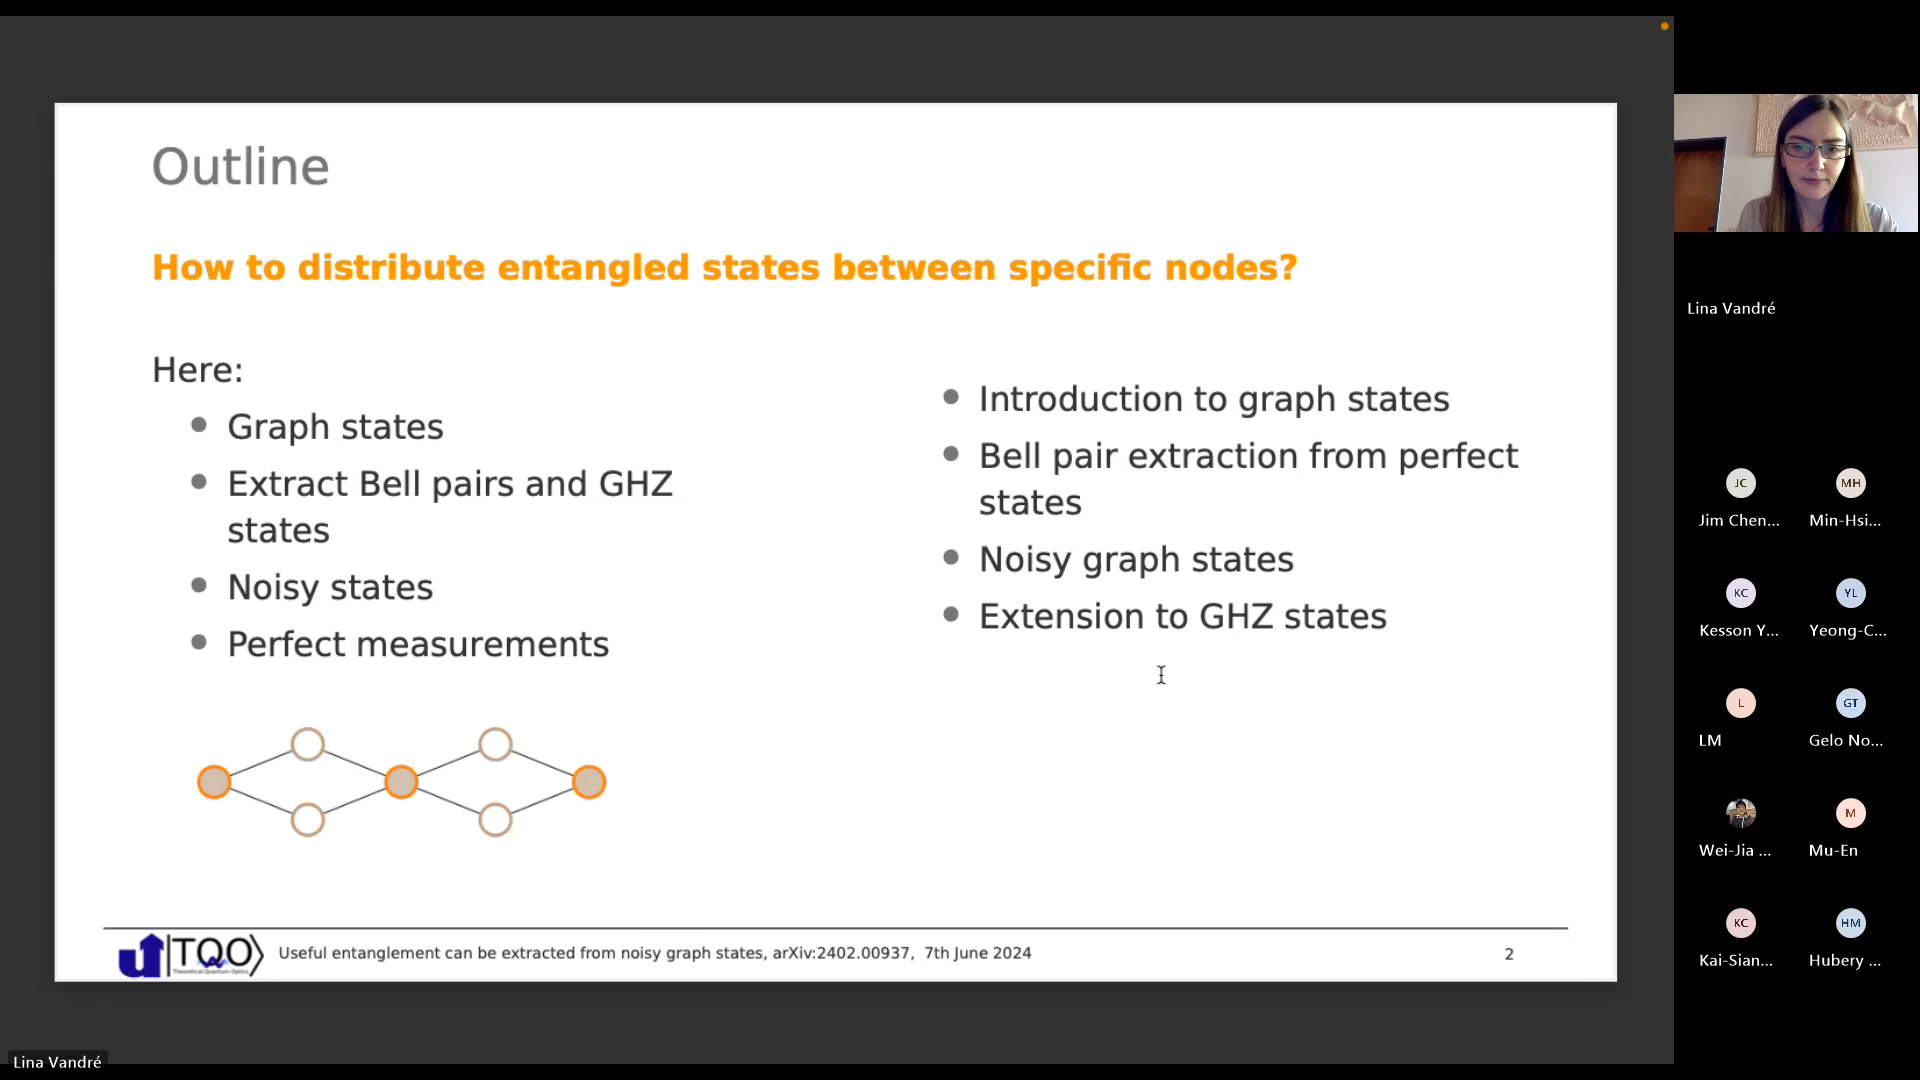 Outline
How to distribute entangled states between specific nodes?
Here:
Graph states
Extract Bell pairs and GHZ
states
Noisy states
Perfect measurements
Introduction to graph states
Bell pair extraction from perfect
states
Noisy graph states
Extension to GHZ states
TQO
Theoretical Quantum Optics
Useful entanglement can be extracted from noisy graph states, arXiv:2402.00937, 7th June 2024
2
Lina Vandré
Lina Vandré
JC
MH
Jim Chen...
Min-Hsi...
KC
YL
Kesson Y...
Yeong-C...
L
GT
LM
Gelo No...
M
Wei-Jia ...
Mu-En
KC
HM
Kai-Sian...
Hubery ...